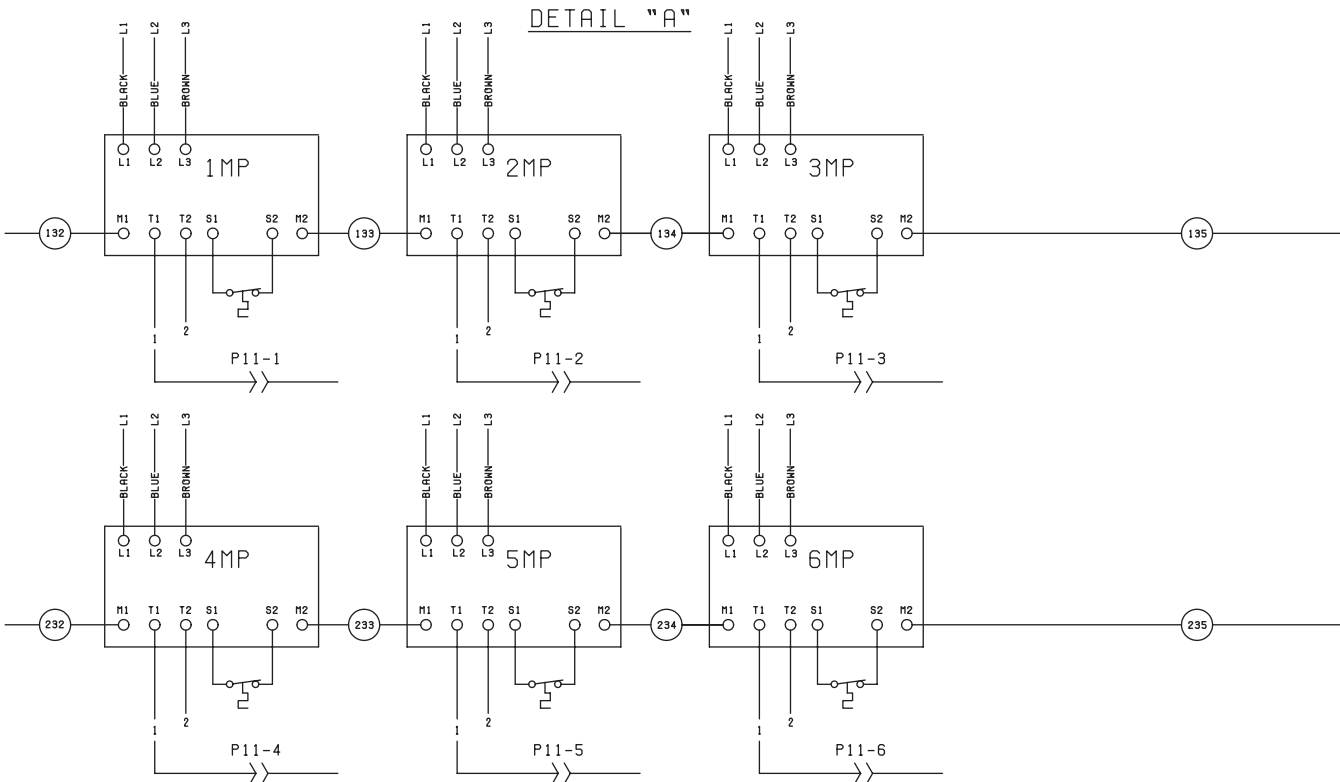 DETAIL "A"
L1 L2 L3 L1 L2 L3 L1 L2 L3
BLACK BLUE BROWN BLACK BLUE BROWN BLACK BLUE BROWN
L1 L2 L3 1MP L1 L2 L3 2MP L1 L2 L3 3MP
M1 T1 T2 S1 S2 M2 M1 T1 T2 S1 S2 M2 M1 T1 T2 S1 S2 M2
132 133 134 135
1 2 1 2 1 2
P11-1 P11-2 P11-3
L1 L2 L3 L1 L2 L3 L1 L2 L3
BLACK BLUE BROWN BLACK BLUE BROWN BLACK BLUE BROWN
L1 L2 L3 4MP L1 L2 L3 5MP L1 L2 L3 6MP
M1 T1 T2 S1 S2 M2 M1 T1 T2 S1 S2 M2 M1 T1 T2 S1 S2 M2
232 233 234 235
1 2 1 2 1 2
P11-4 P11-5 P11-6